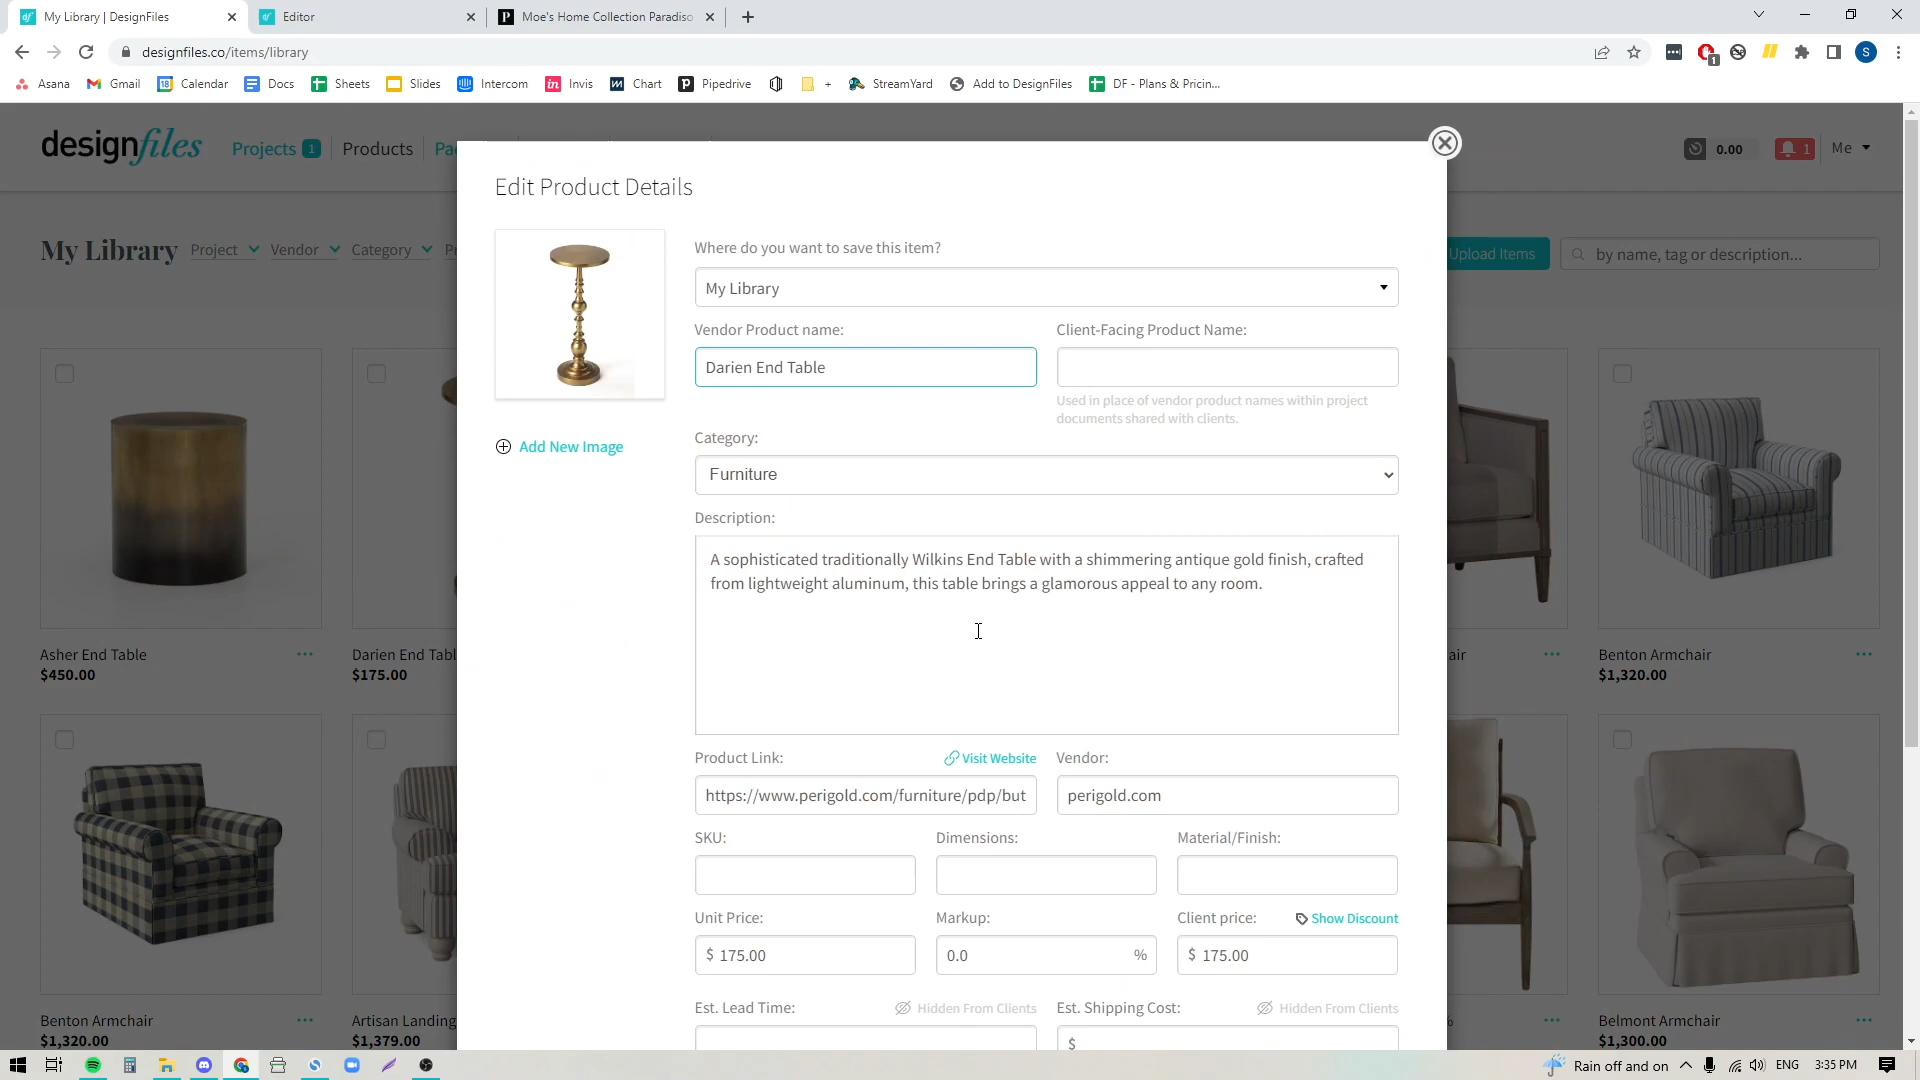 My Library | DesignFiles
Editor
Moe's Home Collection Paradiso
designfiles.co/items/library
1
S
Asana
Gmail
18
Calendar
Docs
Sheets
Slides
Intercom
in Invis
Chart
Pipedrive
+
StreamYard
Add to DesignFiles
DF - Plans & Pricin...
designfiles
Projects 1
Products
0.00
1
Me
Edit Product Details
My Library
Project
Vendor
Category
Upload Items
by name, tag or description...
Where do you want to save this item?
My Library
Vendor Product name:
Client-Facing Product Name:
Darien End Table
Used in place of vendor product names within project
documents shared with clients.
Add New Image
Category:
Furniture
Description:
A sophisticated traditionally Wilkins End Table with a shimmering antique gold finish, crafted
from lightweight aluminum, this table brings a glamorous appeal to any room.
Asher End Table
$450.00
$175.00
Benton Armchair
$1,320.00
Product Link:
Visit Website
Vendor:
https://www.perigold.com/furniture/pdp/but
perigold.com
SKU:
Dimensions:
Material/Finish:
Unit Price:
Markup:
Client price:
Show Discount
$ 175.00
0.0 %
$ 175.00
Est. Lead Time:
Hidden From Clients
Est. Shipping Cost:
Hidden From Clients
$
Benton Armchair
$1,320.00
Artisan Landing
$1,379.00
Belmont Armchair
$1,300.00
Rain off and on
ENG
3:35 PM